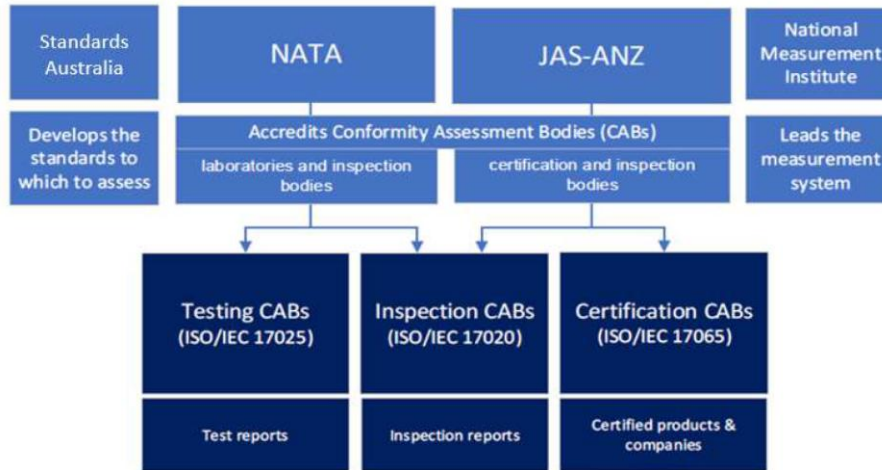 Standards
Australia
NATA
JAS-ANZ
National
Measurement
Institute
Develops the
standards to
which to assess
Accredits Conformity Assessment Bodies (CABs)
laboratories and inspection
bodies
certification and inspection
bodies
Leads the
measurement
system
Testing CABs
(ISO/IEC 17025)
Inspection CABs
(ISO/IEC 17020)
Certification CABs
(ISO/IEC 17065)
Test reports
Inspection reports
Certified products &
companies